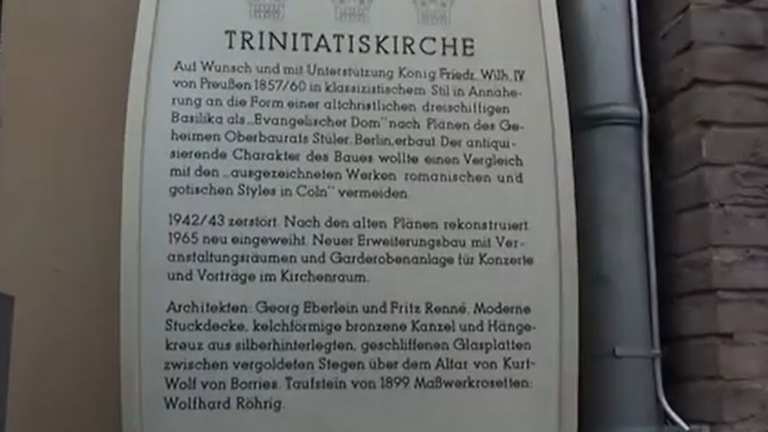 TRINITATISKIRCHE
Auf Wunsch und mit Unterstützung König Friedr. Wilh. IV.
von Preußen 1857/60 in klassizistischem Stil in Annähe-
rung an die Form einer altchristlichen dreischiffigen
Basilika als „Evangelischer Dom" nach Plänen des Ge-
heimen Oberbaurats Stüler, Berlin, erbaut. Der antiqui-
sierende Charakter des Baues wollte einen Vergleich
mit den „ausgezeichneten Werken romanischen und
gotischen Styles in Cöln" vermeiden.
1942/43 zerstört. Nach den alten Plänen rekonstruiert.
1965 neu eingeweiht. Neuer Erweiterungsbau mit Ver-
anstaltungsräumen und Garderobenanlage für Konzerte
und Vorträge im Kirchenraum.
Architekten: Georg Eberlein und Fritz Renné. Moderne
Stuckdecke, kelchförmige bronzene Kanzel und Hänge-
kreuz aus silberhinterlegten, geschliffenen Glasplatten
zwischen vergoldeten Stegen über dem Altar von Kurt-
Wolf von Borries. Taufstein von 1899. Maßwerkrosetten:
Wolfhard Röhrig.